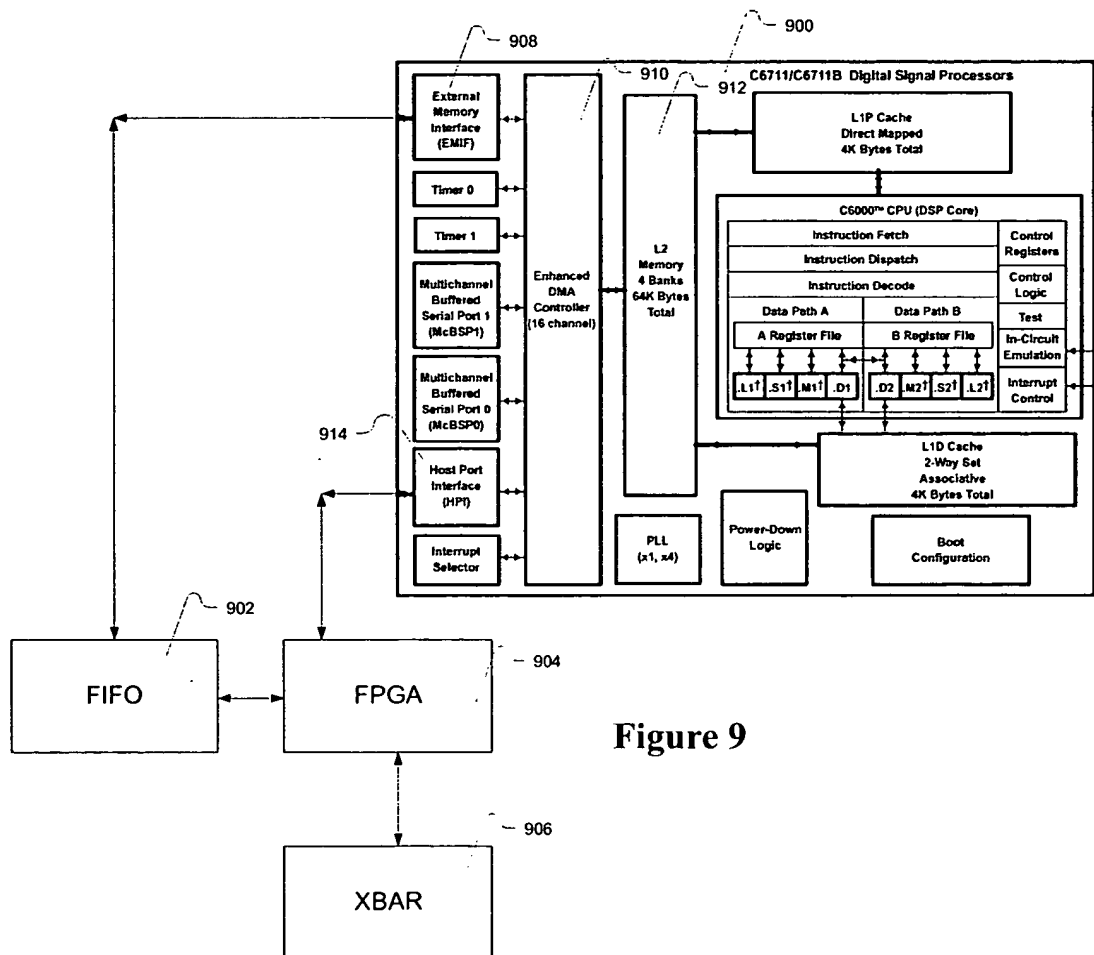 908
900
C6711/C6711B Digital Signal Processors
910
912
External
Memory
Interface
(EMIF)
Timer 0
Timer 1
Multichannel
Buffered
Serial Port 1
(McBSP1)
Multichannel
Buffered
Serial Port 0
(McBSP0)
914
Host Port
Interface
(HPI)
Interrupt
Selector
Enhanced
DMA
Controller
(16 channel)
L2
Memory
4 Banks
64K Bytes
Total
L1P Cache
Direct Mapped
4K Bytes Total
C6000™ CPU (DSP Core)
Instruction Fetch
Instruction Dispatch
Instruction Decode
Data Path A
Data Path B
A Register File
B Register File
.L1†
.S1†
.M1†
.D1
.D2
.M2†
.S2†
.L2†
Control
Registers
Control
Logic
Test
In-Circuit
Emulation
Interrupt
Control
L1D Cache
2-Way Set
Associative
4K Bytes Total
PLL
(x1, x4)
Power-Down
Logic
Boot
Configuration
902
FIFO
904
FPGA
Figure 9
906
XBAR